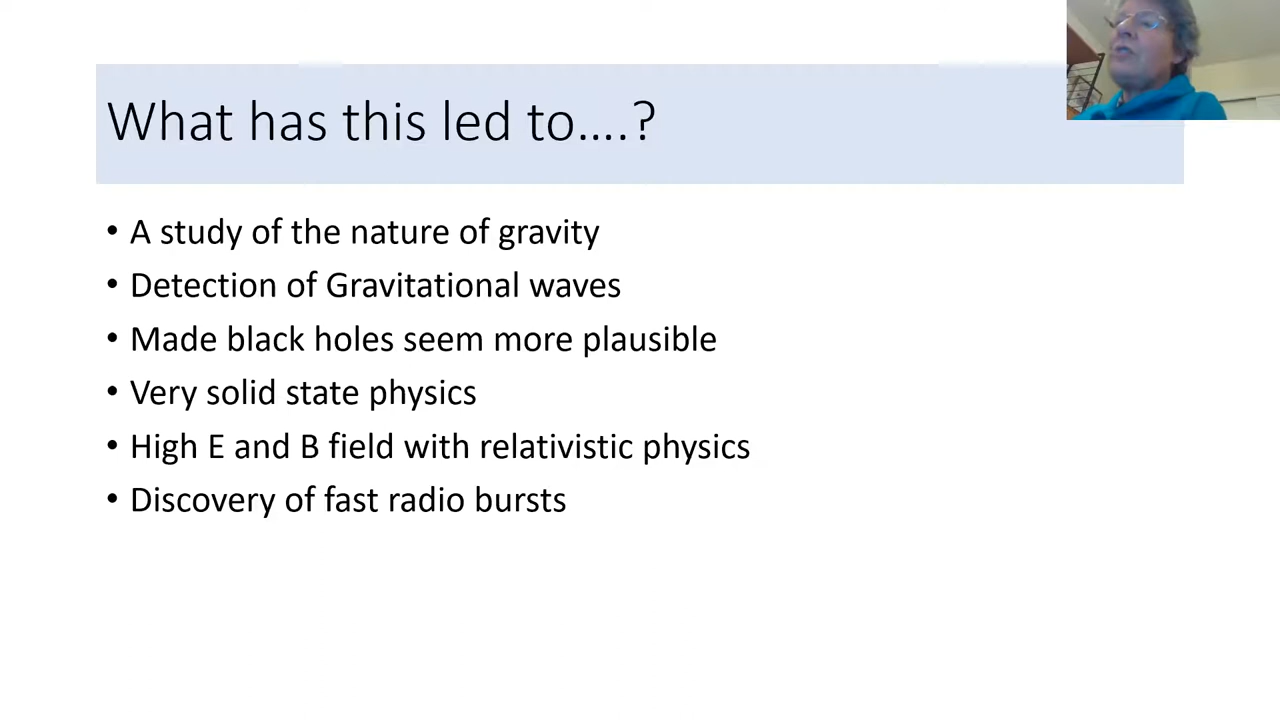 What has this led to....?
• A study of the nature of gravity
• Detection of Gravitational waves
• Made black holes seem more plausible
• Very solid state physics
• High E and B field with relativistic physics
• Discovery of fast radio bursts